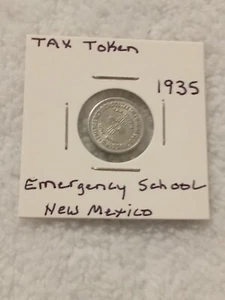 TAX Token
1935
Emergency School
New Mexico